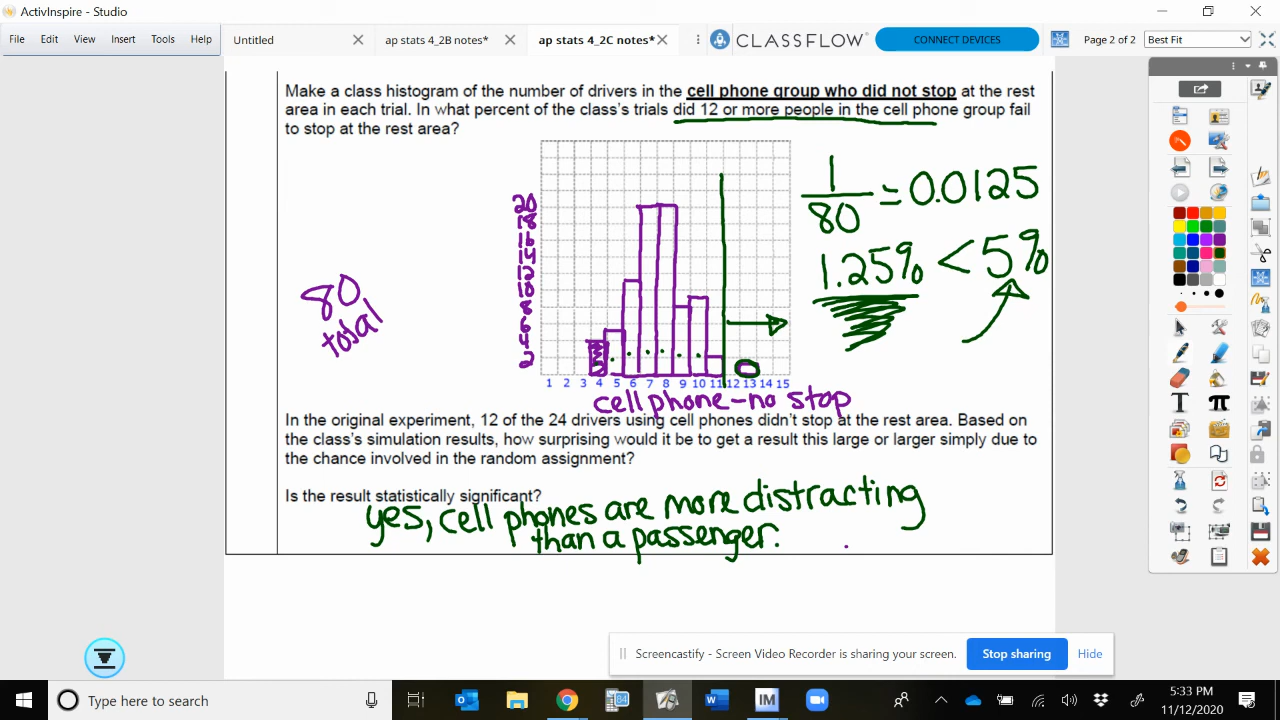 ActivInspire - Studio
File Edit View Insert Tools Help
Untitled
ap stats 4_2B notes*
ap stats 4_2C notes*
CLASSFLOW
CONNECT DEVICES
Page 2 of 2
Best Fit
Make a class histogram of the number of drivers in the cell phone group who did not stop at the rest
area in each trial. In what percent of the class's trials did 12 or more people in the cell phone group fail
to stop at the rest area?
1
80
= 0.0125
1.25% < 5%
80
total
20
18
2
1 2 3 4 5 6 7 8 9 10 11 12 13 14 15
cell phone - no stop
In the original experiment, 12 of the 24 drivers using cell phones didn't stop at the rest area. Based on
the class's simulation results, how surprising would it be to get a result this large or larger simply due to
the chance involved in the random assignment?
Is the result statistically significant?
yes, cell phones are more distracting
than a passenger.
Screencastify - Screen Video Recorder is sharing your screen.
Stop sharing
Hide
Type here to search
5:33 PM
11/12/2020